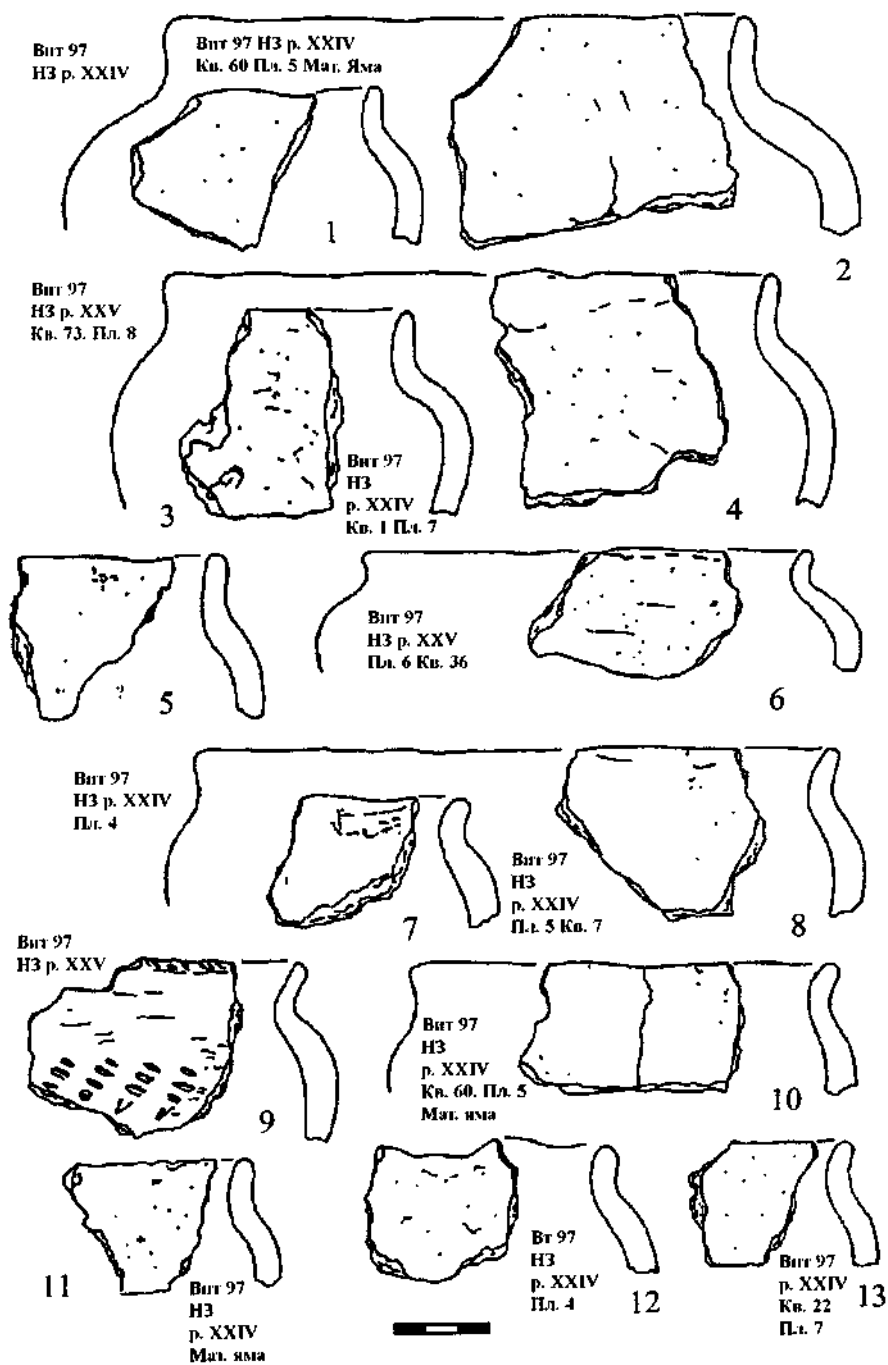 Вит 97
НЗ р. XXIV
Вит 97 НЗ р. XXIV
Кв. 60 Пл. 5 Мат. Яма
1
2
Вит 97
НЗ р. XXV
Кв. 73. Пл. 8
Вит 97
НЗ
р. XXIV
Кв. 1 Пл. 7
3
4
Вит 97
НЗ р. XXV
Пл. 6 Кв. 36
?
5
6
Вит 97
НЗ р. XXIV
Пл. 4
Вит 97
НЗ
р. XXIV
Пл. 5 Кв. 7
7
8
Вит 97
НЗ р. XXV
Вит 97
НЗ
р. XXIV
Кв. 60. Пл. 5
Мат. яма
9
10
Вит 97
НЗ
р. XXIV
Мат. яма
11
Вт 97
НЗ
р. XXIV
Пл. 4
12
Вит 97
р. XXIV
Кв. 22
Пл. 7
13